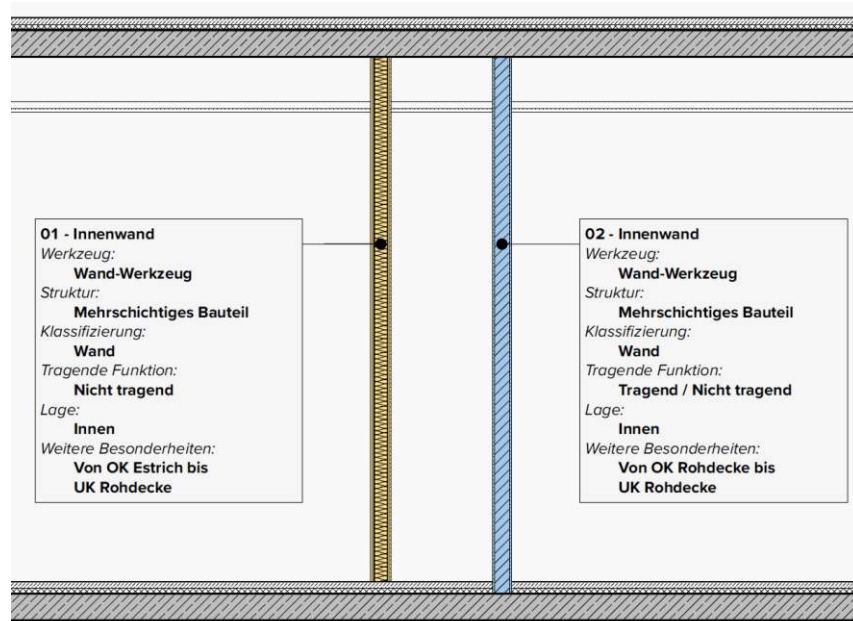 01 - Innenwand
Werkzeug:
Wand-Werkzeug
Struktur:
Mehrschichtiges Bauteil
Klassifizierung:
Wand
Tragende Funktion:
Nicht tragend
Lage:
Innen
Weitere Besonderheiten:
Von OK Estrich bis
UK Rohdecke
02 - Innenwand
Werkzeug:
Wand-Werkzeug
Struktur:
Mehrschichtiges Bauteil
Klassifizierung:
Wand
Tragende Funktion:
Tragend / Nicht tragend
Lage:
Innen
Weitere Besonderheiten:
Von OK Rohdecke bis
UK Rohdecke